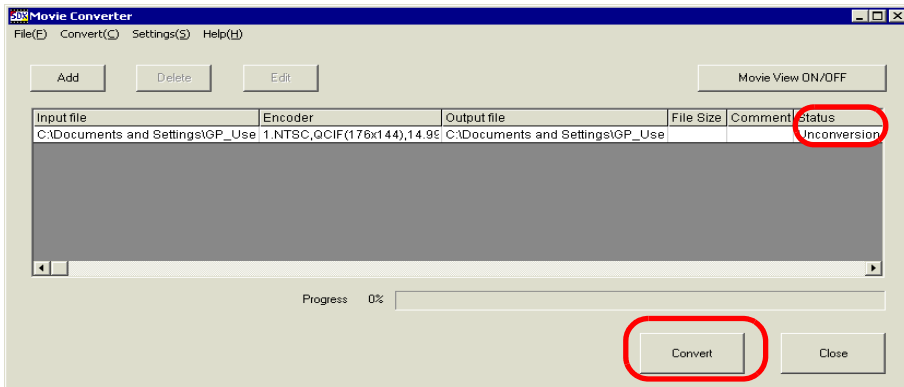 SDX Movie Converter
File(F) Convert(C) Settings(S) Help(H)
Add Delete Edit Movie View ON/OFF
Input file Encoder Output file File Size Comment Status
C:\Documents and Settings\GP_Use 1.NTSC,QCIF(176x144),14.99 C:\Documents and Settings\GP_Use Unconversion
Progress 0%
Convert Close